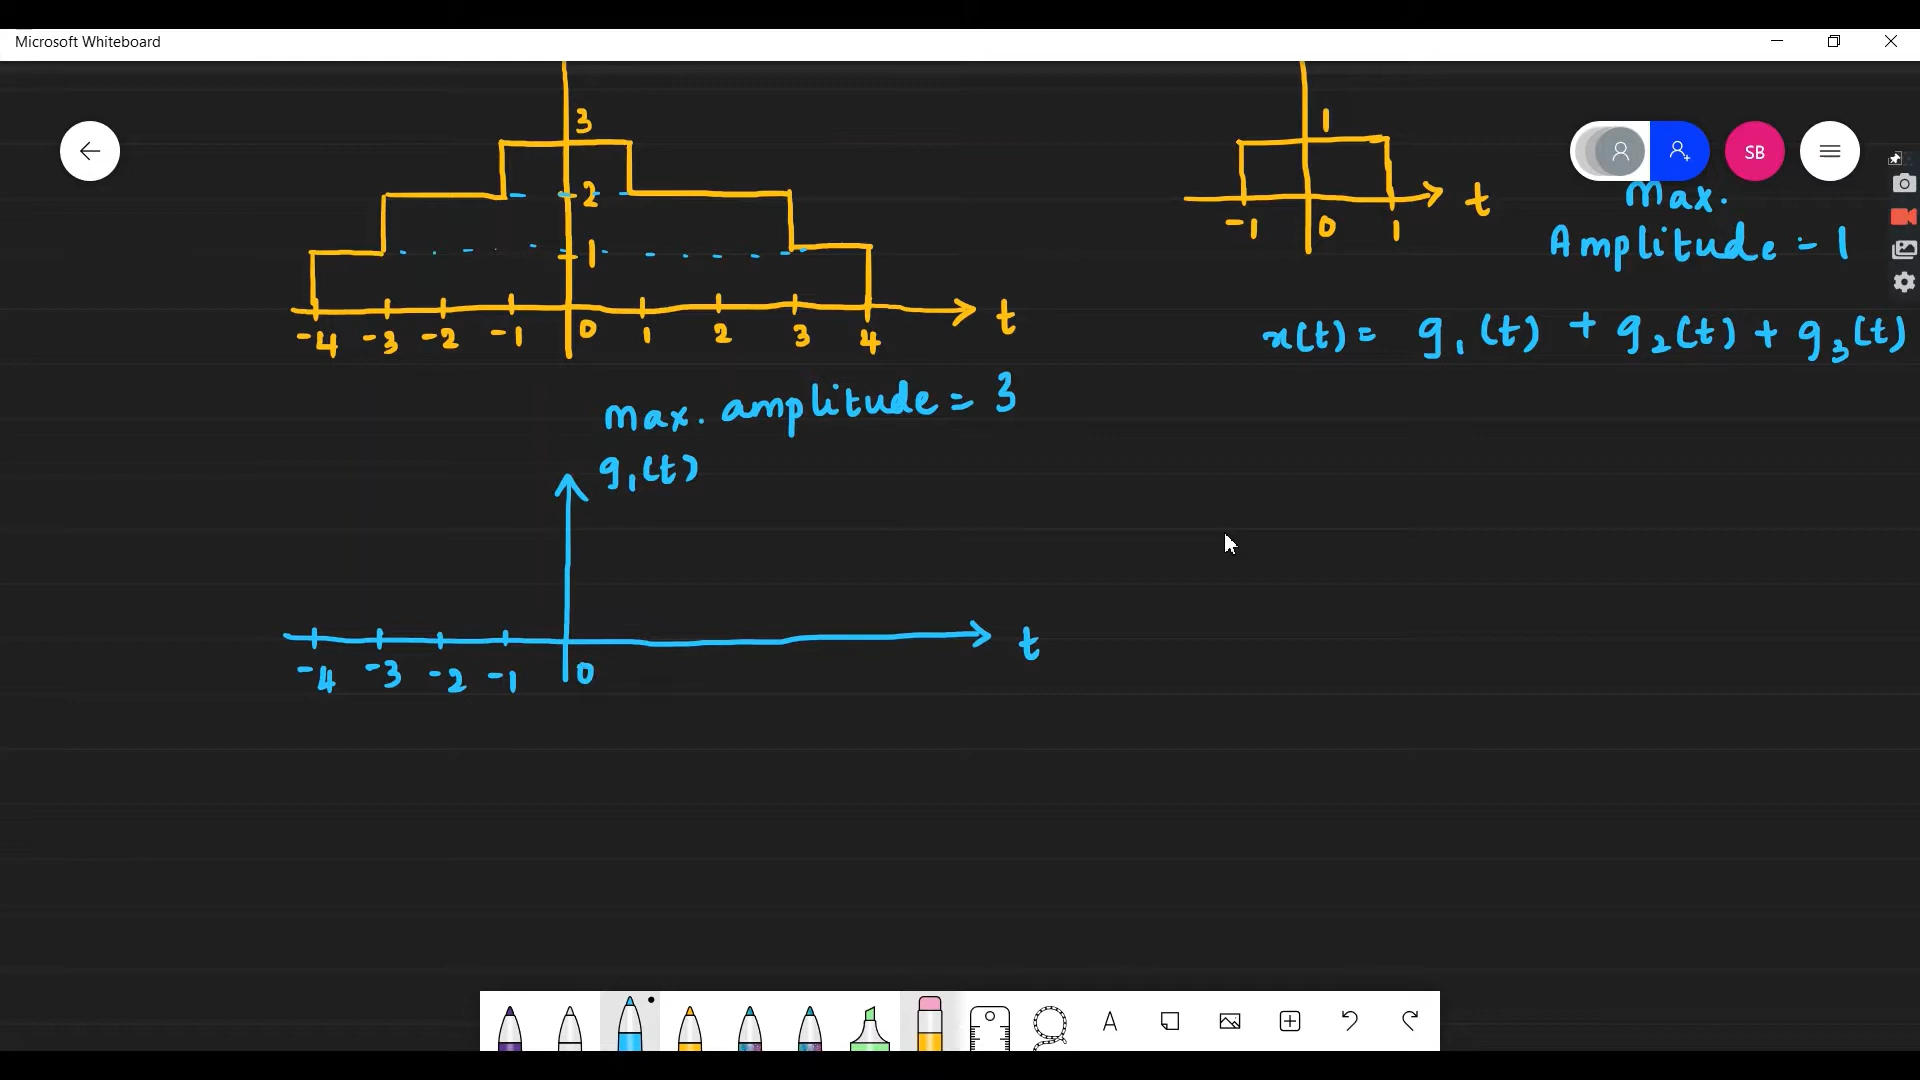 Microsoft Whiteboard
3
2
1
-4 -3 -2 -1 0 1 2 3 4 t
max. amplitude = 3
1
-1 0 1 t
SB
Max.
Amplitude = 1
x(t) = g1(t) + g2(t) + g3(t)
g1(t)
-4 -3 -2 -1 0 t
A